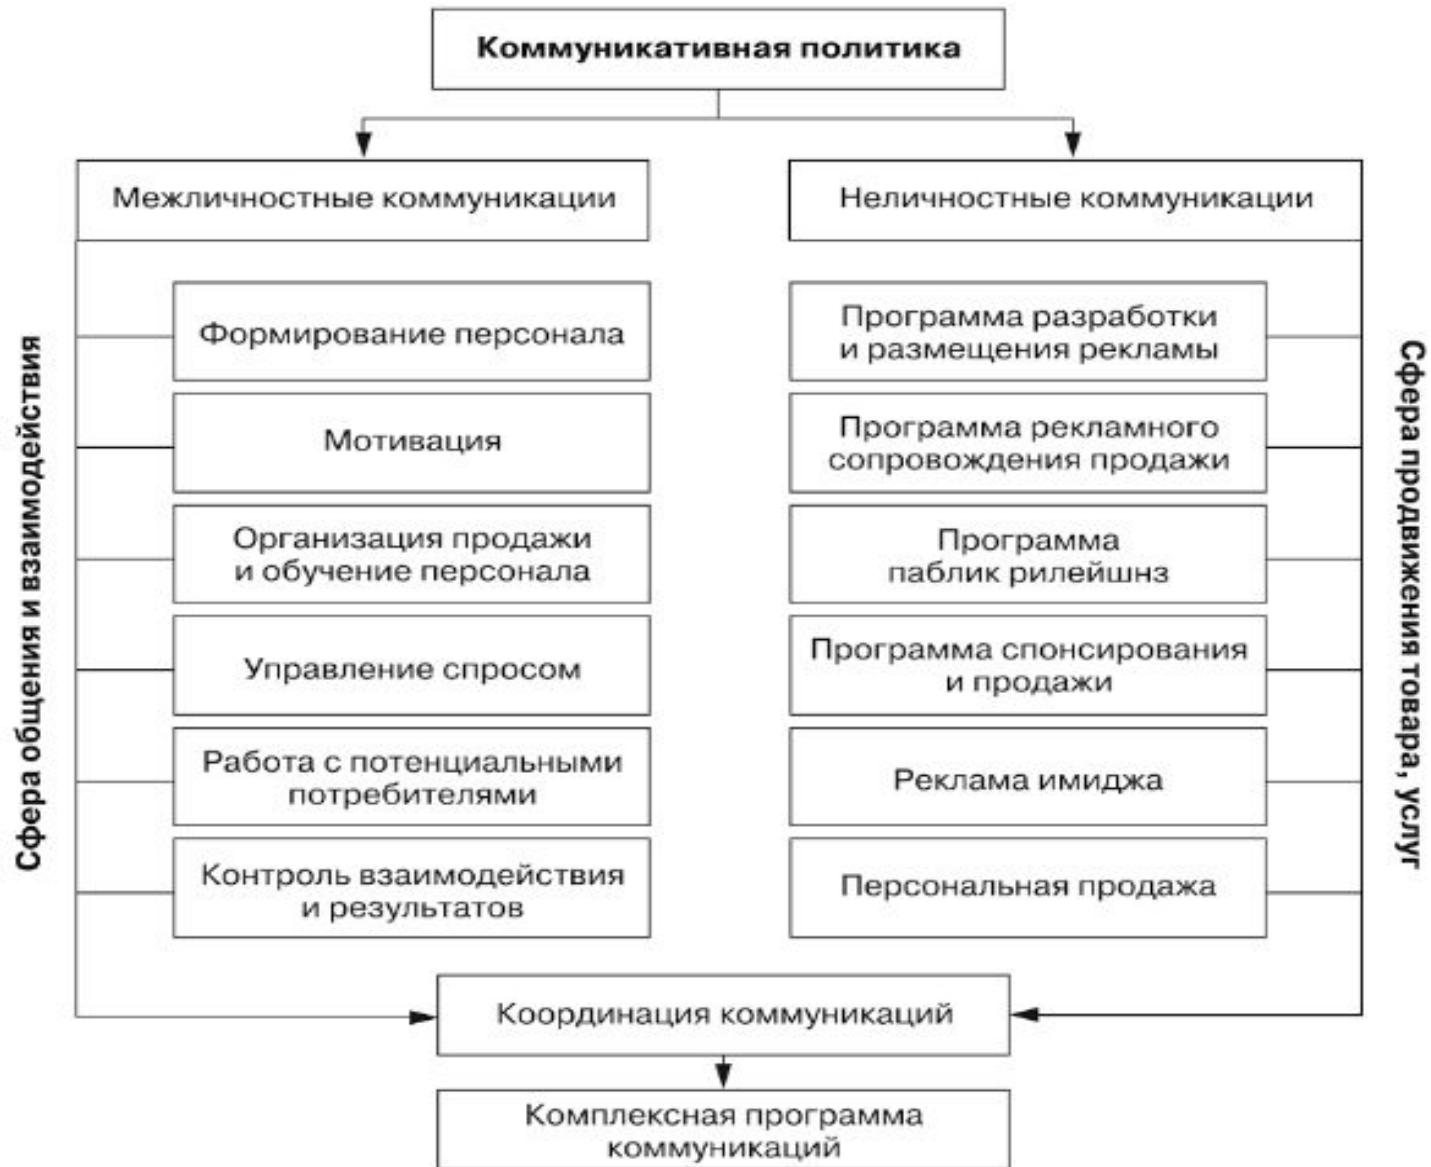 Коммуникативная политика
Межличностные коммуникации
Неличностные коммуникации
Сфера общения и взаимодействия
Формирование персонала
Мотивация
Организация продажи
и обучение персонала
Управление спросом
Работа с потенциальными
потребителями
Контроль взаимодействия
и результатов
Программа разработки
и размещения рекламы
Программа рекламного
сопровождения продажи
Программа
паблик рилейшнз
Программа спонсирования
и продажи
Реклама имиджа
Персональная продажа
Сфера продвижения товара, услуг
Координация коммуникаций
Комплексная программа
коммуникаций